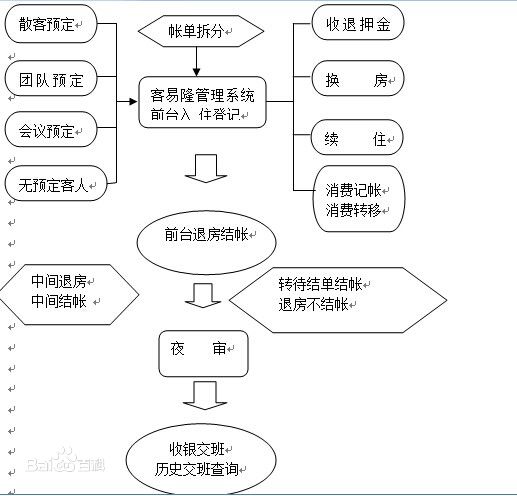 散客预定
帐单拆分
收退押金
团队预定
客易隆管理系统
前台入 住登记
换 房
会议预定
续 住
无预定客人
消费记帐
消费转移
前台退房结帐
中间退房
中间结帐
转待结单结帐
退房不结帐
夜 审
收银交班
历史交班查询
Bai百科